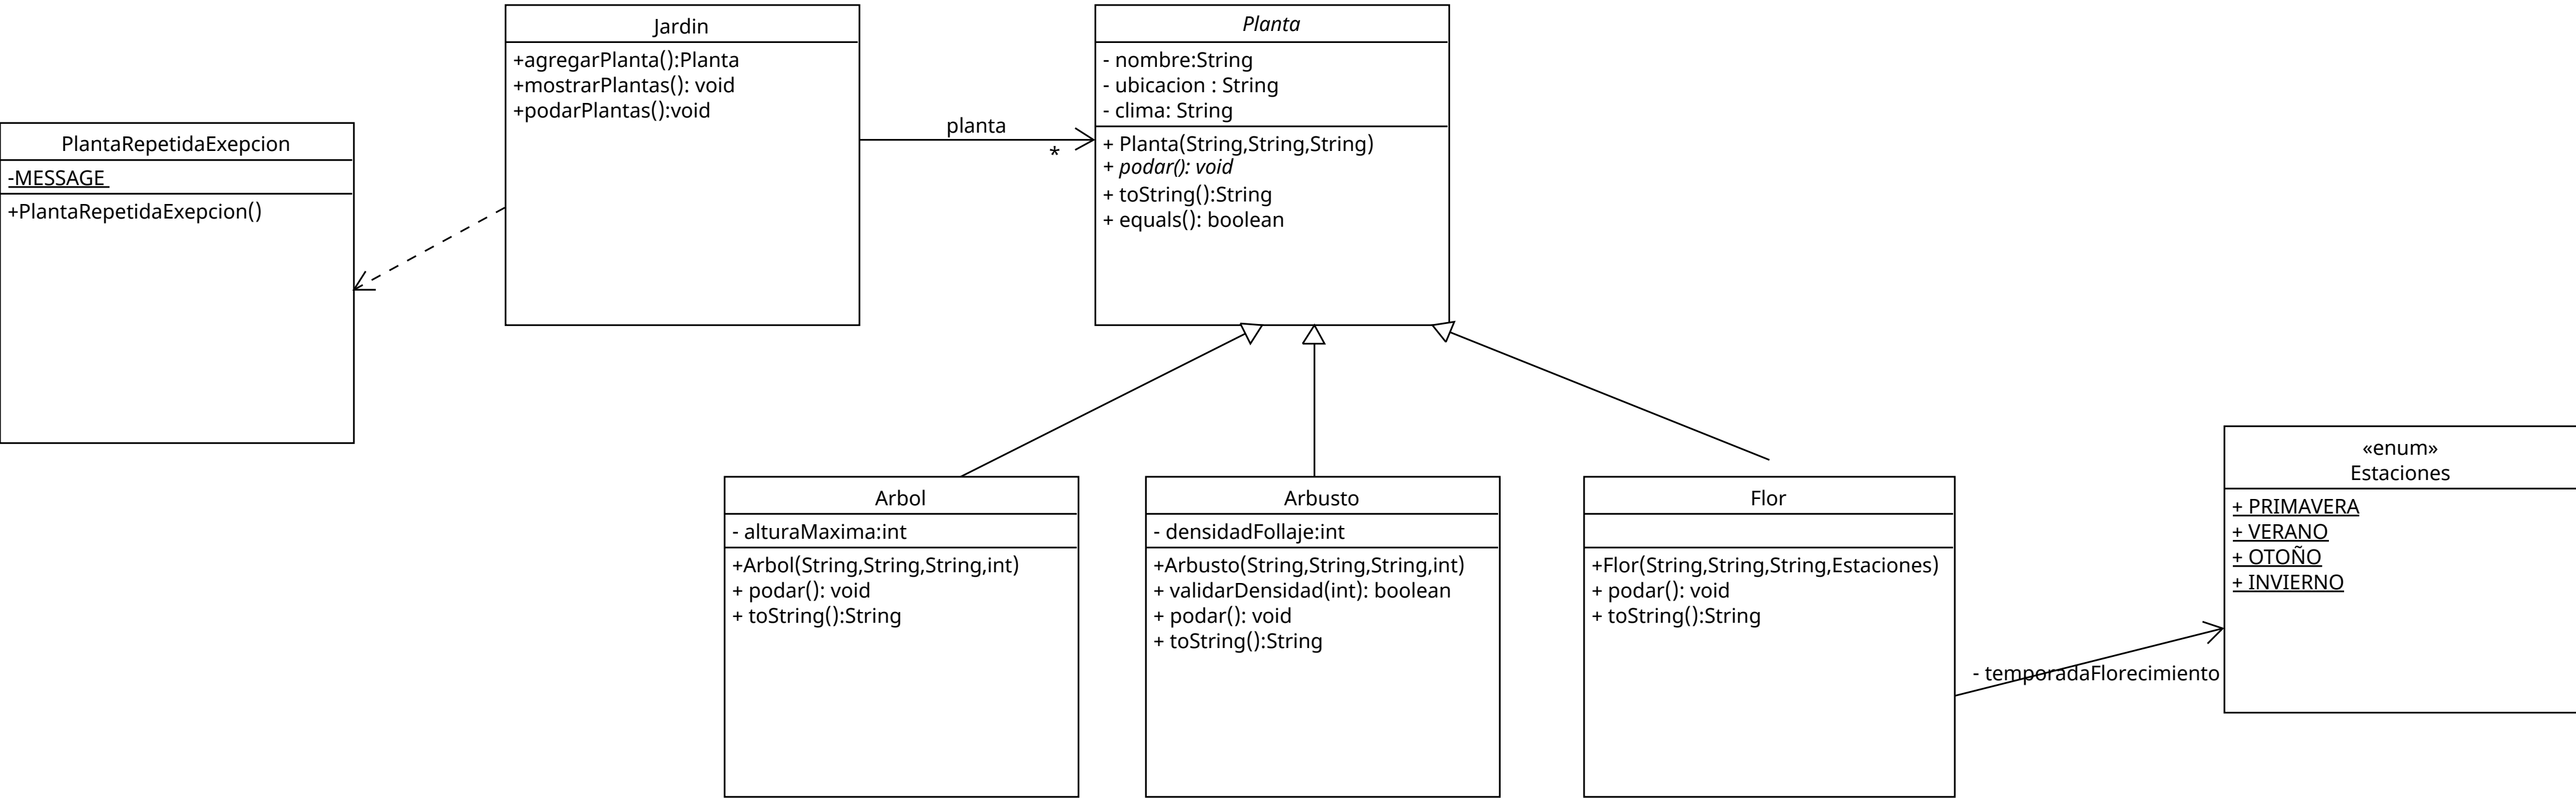 PlantaRepetidaExepcion
-MESSAGE
+PlantaRepetidaExepcion()
Jardin
+agregarPlanta():Planta
+mostrarPlantas(): void
+podarPlantas():void
planta
*
Planta
- nombre:String
- ubicacion : String
- clima: String
+ Planta(String,String,String)
+ podar(): void
+ toString():String
+ equals(): boolean
Arbol
- alturaMaxima:int
+Arbol(String,String,String,int)
+ podar(): void
+ toString():String
Arbusto
- densidadFollaje:int
+Arbusto(String,String,String,int)
+ validarDensidad(int): boolean
+ podar(): void
+ toString():String
Flor
+Flor(String,String,String,Estaciones)
+ podar(): void
+ toString():String
- temporadaFlorecimiento
«enum»
Estaciones
+ PRIMAVERA
+ VERANO
+ OTOÑO
+ INVIERNO